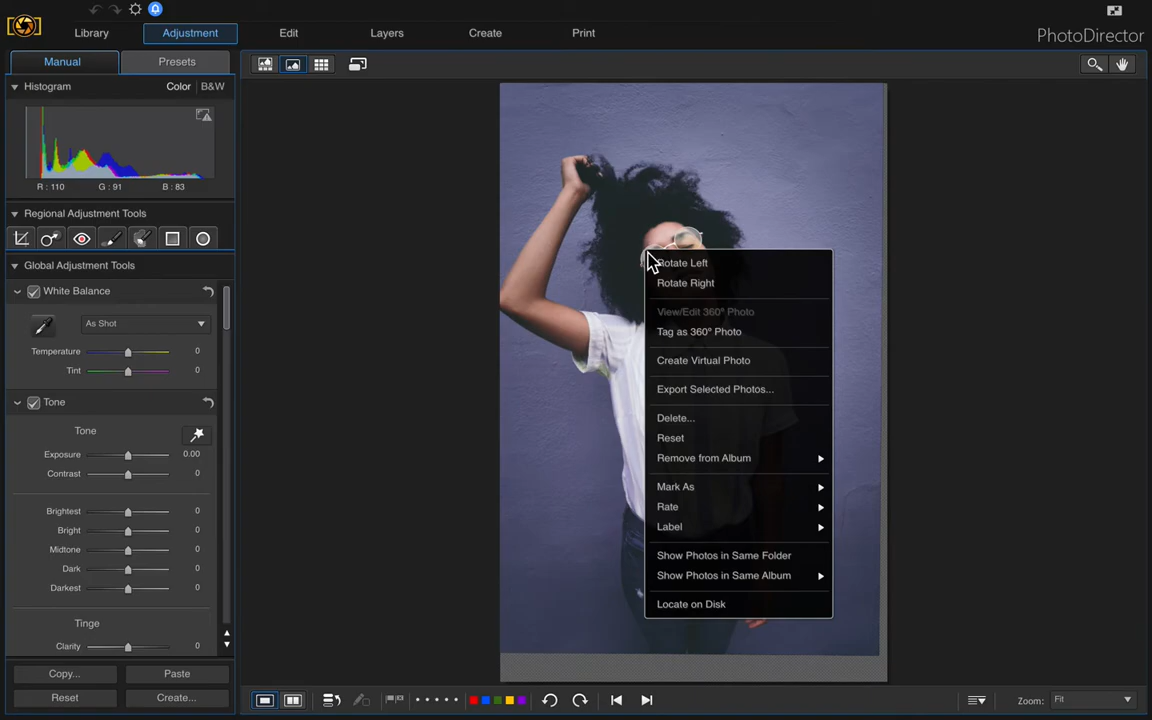 Library Adjustment Edit Layers Create Print PhotoDirector
Manual Presets
Histogram Color B&W
R : 110 G : 91 B : 83
Regional Adjustment Tools
Global Adjustment Tools
White Balance
As Shot
Temperature 0
Tint 0
Tone
Tone
Exposure 0.00
Contrast 0
Brightest 0
Bright 0
Midtone 0
Dark 0
Darkest 0
Tinge
Clarity 0
Copy... Paste
Reset Create...
Rotate Left
Rotate Right
View/Edit 360º Photo
Tag as 360º Photo
Create Virtual Photo
Export Selected Photos...
Delete...
Reset
Remove from Album
Mark As
Rate
Label
Show Photos in Same Folder
Show Photos in Same Album
Locate on Disk
Zoom: Fit